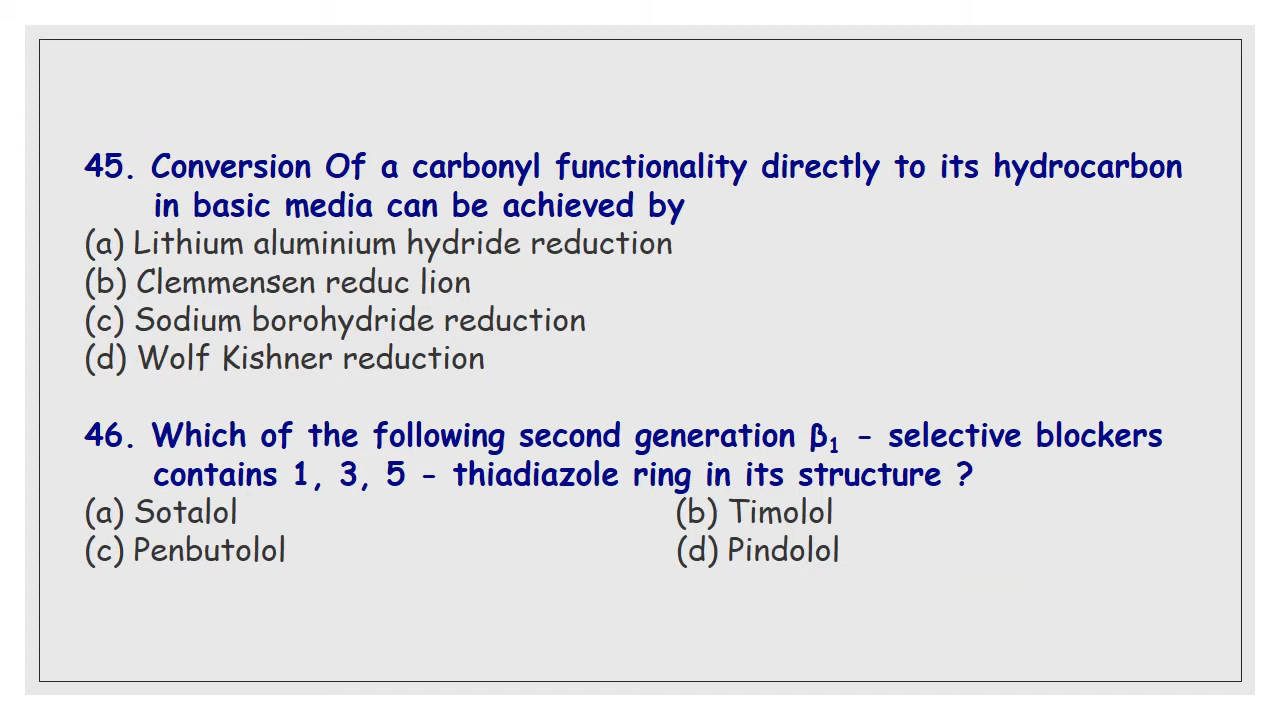 45. Conversion Of a carbonyl functionality directly to its hydrocarbon
in basic media can be achieved by
(a) Lithium aluminium hydride reduction
(b) Clemmensen reduc lion
(c) Sodium borohydride reduction
(d) Wolf Kishner reduction
46. Which of the following second generation β₁ - selective blockers
contains 1, 3, 5 - thiadiazole ring in its structure ?
(a) Sotalol (b) Timolol
(c) Penbutolol (d) Pindolol